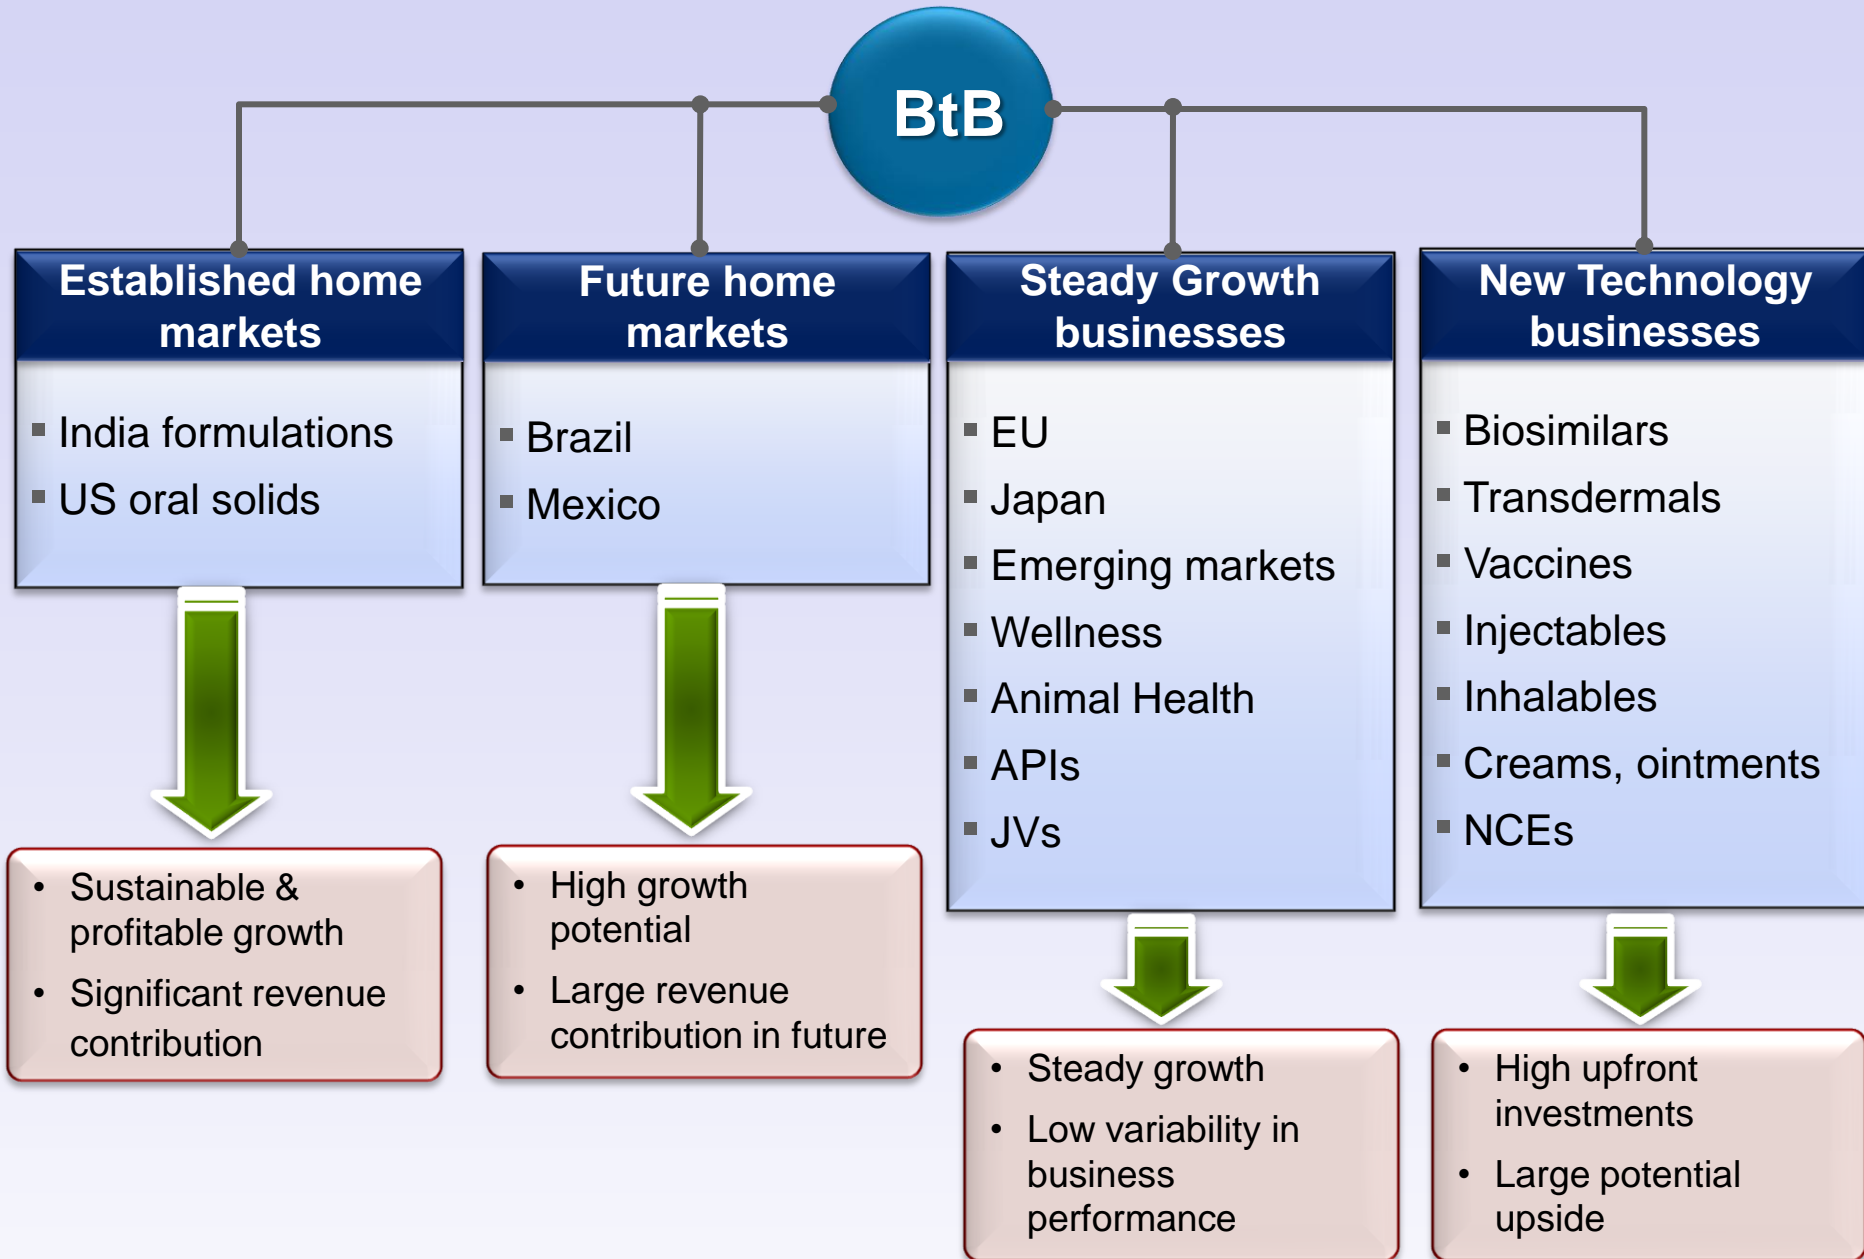 BtB
Established home
markets
India formulations
US oral solids
Sustainable &
profitable growth
Significant revenue
contribution
Future home
markets
Brazil
Mexico
High growth
potential
Large revenue
contribution in future
Steady Growth
businesses
EU
Japan
Emerging markets
Wellness
Animal Health
APIs
JVs
Steady growth
Low variability in
business
performance
New Technology
businesses
Biosimilars
Transdermals
Vaccines
Injectables
Inhalables
Creams, ointments
NCEs
High upfront
investments
Large potential
upside